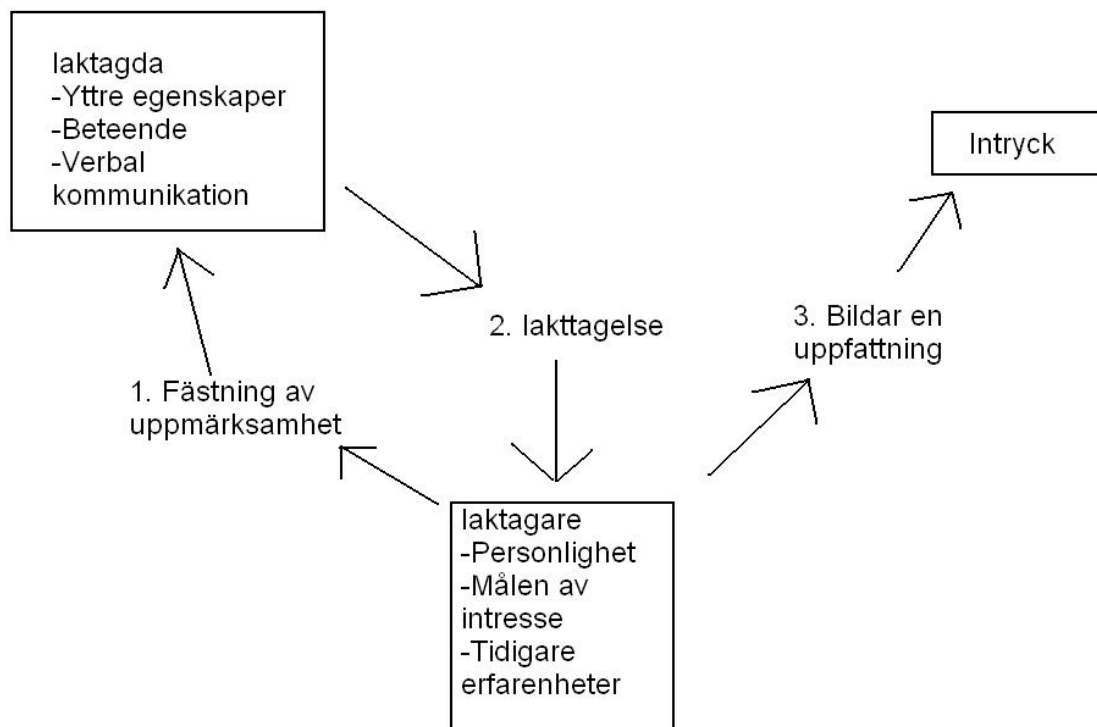 Iaktagda
-Yttre egenskaper
-Beteende
-Verbal
kommunikation
Intryck
2. Iakttagelse
3. Bildar en
uppfattning
1. Fästning av
uppmärksamhet
Iaktagare
-Personlighet
-Målen av
intresse
-Tidigare
erfarenheter